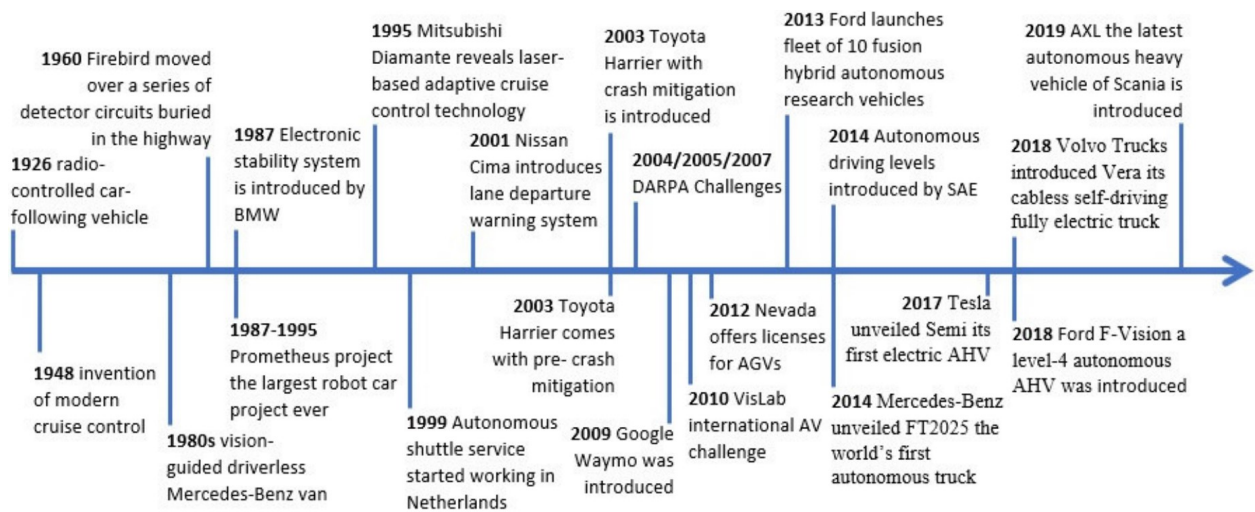 1926 radio-
controlled car-
following vehicle
1948 invention
of modern
cruise control
1960 Firebird moved
over a series of
detector circuits buried
in the highway
1980s vision-
guided driverless
Mercedes-Benz van
1987 Electronic
stability system
is introduced by
BMW
1987-1995
Prometheus project
the largest robot car
project ever
1995 Mitsubishi
Diamante reveals laser-
based adaptive cruise
control technology
1999 Autonomous
shuttle service
started working in
Netherlands
2001 Nissan
Cima introduces
lane departure
warning system
2003 Toyota
Harrier with
crash mitigation
is introduced
2003 Toyota
Harrier comes
with pre- crash
mitigation
2004/2005/2007
DARPA Challenges
2009 Google
Waymo was
introduced
2010 VisLab
international AV
challenge
2012 Nevada
offers licenses
for AGVs
2013 Ford launches
fleet of 10 fusion
hybrid autonomous
research vehicles
2014 Autonomous
driving levels
introduced by SAE
2014 Mercedes-Benz
unveiled FT2025 the
world’s first
autonomous truck
2017 Tesla
unveiled Semi its
first electric AHV
2018 Volvo Trucks
introduced Vera its
cabless self-driving
fully electric truck
2018 Ford F-Vision a
level-4 autonomous
AHV was introduced
2019 AXL the latest
autonomous heavy
vehicle of Scania is
introduced